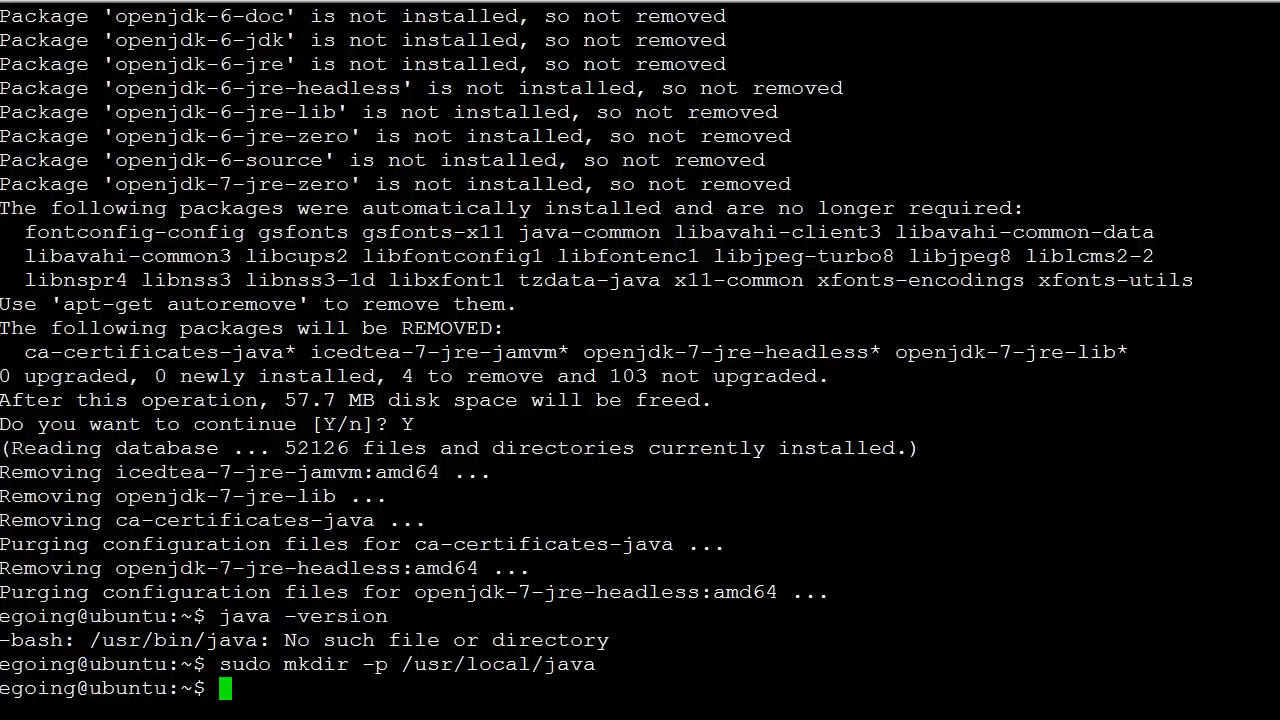 Package 'openjdk-6-doc' is not installed, so not removed
Package 'openjdk-6-jdk' is not installed, so not removed
Package 'openjdk-6-jre' is not installed, so not removed
Package 'openjdk-6-jre-headless' is not installed, so not removed
Package 'openjdk-6-jre-lib' is not installed, so not removed
Package 'openjdk-6-jre-zero' is not installed, so not removed
Package 'openjdk-6-source' is not installed, so not removed
Package 'openjdk-7-jre-zero' is not installed, so not removed
The following packages were automatically installed and are no longer required:
  fontconfig-config gsfonts gsfonts-x11 java-common libavahi-client3 libavahi-common-data
  libavahi-common3 libcups2 libfontconfig1 libfontenc1 libjpeg-turbo8 libjpeg8 liblcms2-2
  libnspr4 libnss3 libnss3-1d libxfont1 tzdata-java x11-common xfonts-encodings xfonts-utils
Use 'apt-get autoremove' to remove them.
The following packages will be REMOVED:
  ca-certificates-java* icedtea-7-jre-jamvm* openjdk-7-jre-headless* openjdk-7-jre-lib*
0 upgraded, 0 newly installed, 4 to remove and 103 not upgraded.
After this operation, 57.7 MB disk space will be freed.
Do you want to continue [Y/n]? Y
(Reading database ... 52126 files and directories currently installed.)
Removing icedtea-7-jre-jamvm:amd64 ...
Removing openjdk-7-jre-lib ...
Removing ca-certificates-java ...
Purging configuration files for ca-certificates-java ...
Removing openjdk-7-jre-headless:amd64 ...
Purging configuration files for openjdk-7-jre-headless:amd64 ...
egoing@ubuntu:~$ java -version
-bash: /usr/bin/java: No such file or directory
egoing@ubuntu:~$ sudo mkdir -p /usr/local/java
egoing@ubuntu:~$